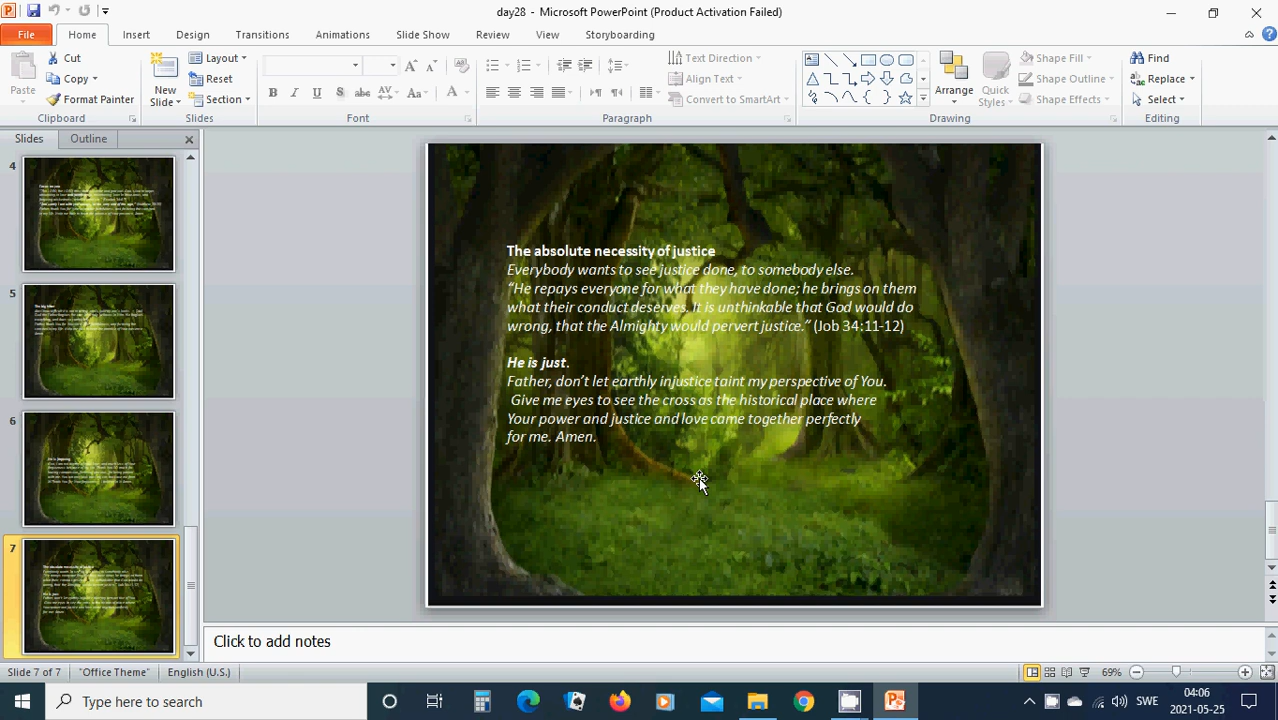 day28 - Microsoft PowerPoint (Product Activation Failed)
File Home Insert Design Transitions Animations Slide Show Review View Storyboarding
Paste
Cut
Copy
Format Painter
Clipboard
New
Slide
Layout
Reset
Section
Slides
Font
Text Direction
Align Text
Convert to SmartArt
Paragraph
Arrange
Quick
Styles
Shape Fill
Shape Outline
Shape Effects
Drawing
Find
Replace
Select
Editing
Slides Outline
4
5
6
7
The absolute necessity of justice
Everybody wants to see justice done, to somebody else.
“He repays everyone for what they have done; he brings on them
what their conduct deserves. It is unthinkable that God would do
wrong, that the Almighty would pervert justice.” (Job 34:11-12)
He is just.
Father, don’t let earthly injustice taint my perspective of You.
Give me eyes to see the cross as the historical place where
Your power and justice and love came together perfectly
for me. Amen.
Click to add notes
Slide 7 of 7 "Office Theme" English (U.S.) 69%
Type here to search
SWE
04:06
2021-05-25